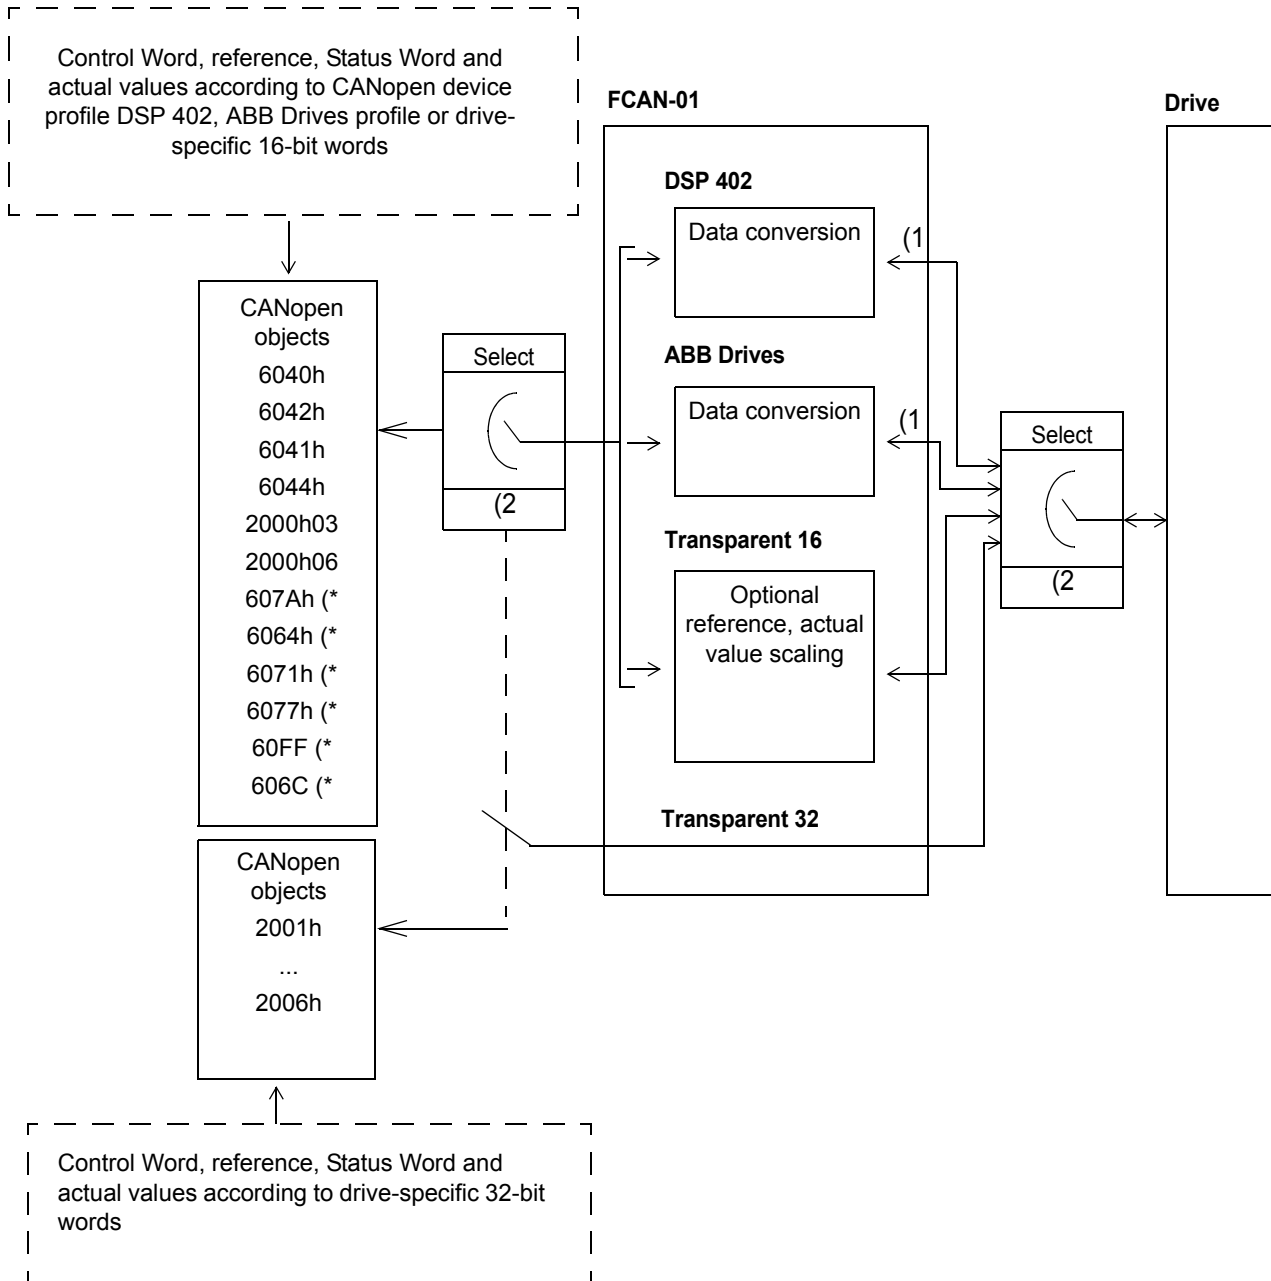 Control Word, reference, Status Word and
actual values according to CANopen device
profile DSP 402, ABB Drives profile or drive-
specific 16-bit words
FCAN-01
Drive
DSP 402
Data conversion
(1
CANopen
objects
6040h
6042h
6041h
6044h
2000h03
2000h06
607Ah (*
6064h (*
6071h (*
6077h (*
60FF (*
606C (*
Select
(2
ABB Drives
Data conversion
(1
Select
(2
Transparent 16
Optional
reference, actual
value scaling
Transparent 32
CANopen
objects
2001h
...
2006h
Control Word, reference, Status Word and
actual values according to drive-specific 32-bit
words